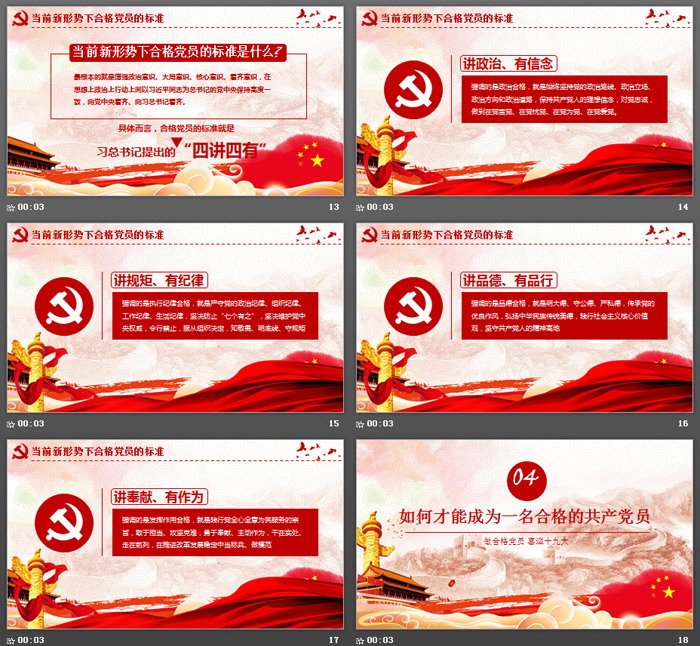 当前新形势下合格党员的标准
当前新形势下合格党员的标准是什么?
最根本的就是增强政治意识、大局意识、核心意识、看齐意识，在
思想上政治上行动上同以习近平同志为总书记的党中央保持高度一
致，向党中央看齐、向习总书记看齐。
具体而言，合格党员的标准就是
习总书记提出的“四讲四有”
00:03
13
当前新形势下合格党员的标准
讲政治、有信念
强调的是政治合格，就是始终坚持党的政治路线、政治立场、
政治方向和政治道路，保持共产党人的理想信念，对党忠诚，
做到在党言党、在党忧党、在党为党、在党爱党。
00:03
14
当前新形势下合格党员的标准
讲规矩、有纪律
强调的是执行纪律合格，就是严守党的政治纪律、组织纪律、
工作纪律、生活纪律，坚决防止“七个有之”，坚决维护党中
央权威，令行禁止，服从组织决定，知敬畏、明底线、守规矩
00:03
15
当前新形势下合格党员的标准
讲品德、有品行
强调的是品德合格，就是明大德、守公德、严私德，传承党的
优良作风，弘扬中华民族传统美德，践行社会主义核心价值
观，坚守共产党人的精神高地
00:03
16
当前新形势下合格党员的标准
讲奉献、有作为
强调的是发挥作用合格，就是践行党全心全意为民服务的宗
旨，敢于担当、攻坚克难，勇于奉献、主动作为，干在实处、
走在前列，在推进改革发展稳定中当标兵、做模范
00:03
17
04
如何才能成为一名合格的共产党员
做合格党员 喜迎十九大
00:03
18